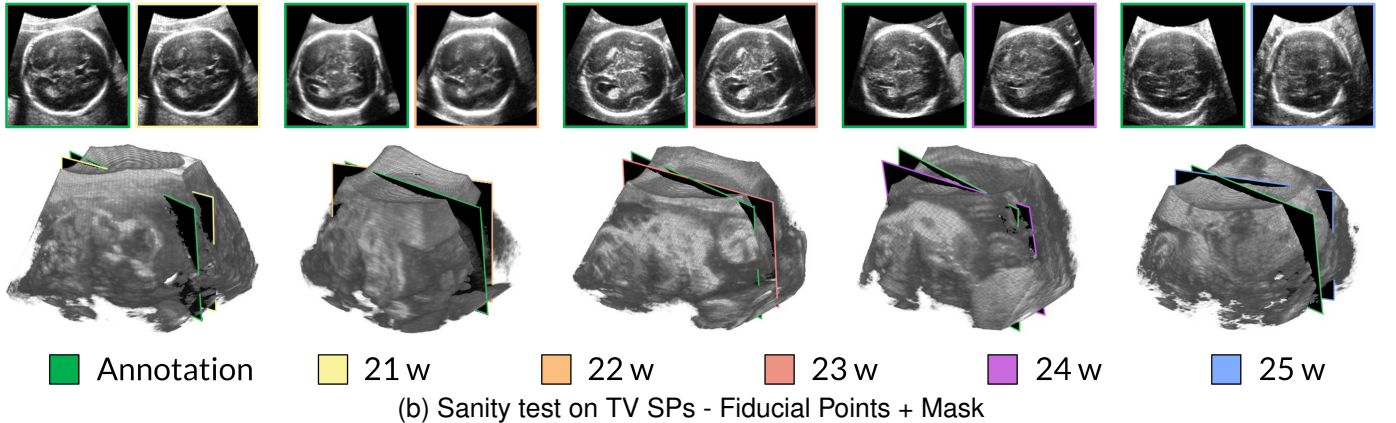 Annotation 21 w 22 w 23 w 24 w 25 w
(b) Sanity test on TV SPs - Fiducial Points + Mask